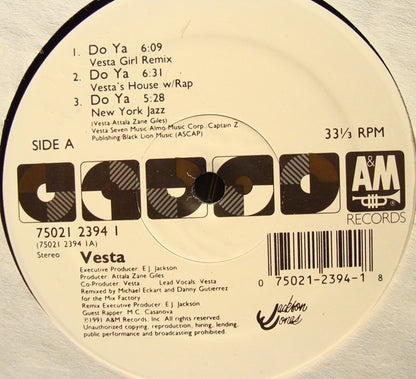 1. Do Ya 6:09
Vesta Girl Remix
2. Do Ya 6:31
Vesta's House w/Rap
3. Do Ya 5:28
New York Jazz
(Vesta Attala Zane Giles)
Vesta Seven Music Almo Music Corp. Captain Z
Publishing/Black Lion Music (ASCAP)
SIDE A
33 1/3 RPM
A&M
RECORDS
75021 2394 1
(75021 2394 1A)
Stereo Vesta
Executive Producer: E.J. Jackson
Producer: Attala Zane Giles
Co-Producer: Vesta Lead Vocals: Vesta
Remixed by Michael Eckart and Danny Gutierrez
for the Mix Factory
Remix Executive Producer: E.J. Jackson
Guest Rapper: M.C. Casanova
℗©1991 A&M Records, Inc. All rights reserved.
Unauthorized copying, reproduction, hiring, lending,
public performance and broadcasting prohibited.
0 75021-2394-1 8
Jackson
Jones